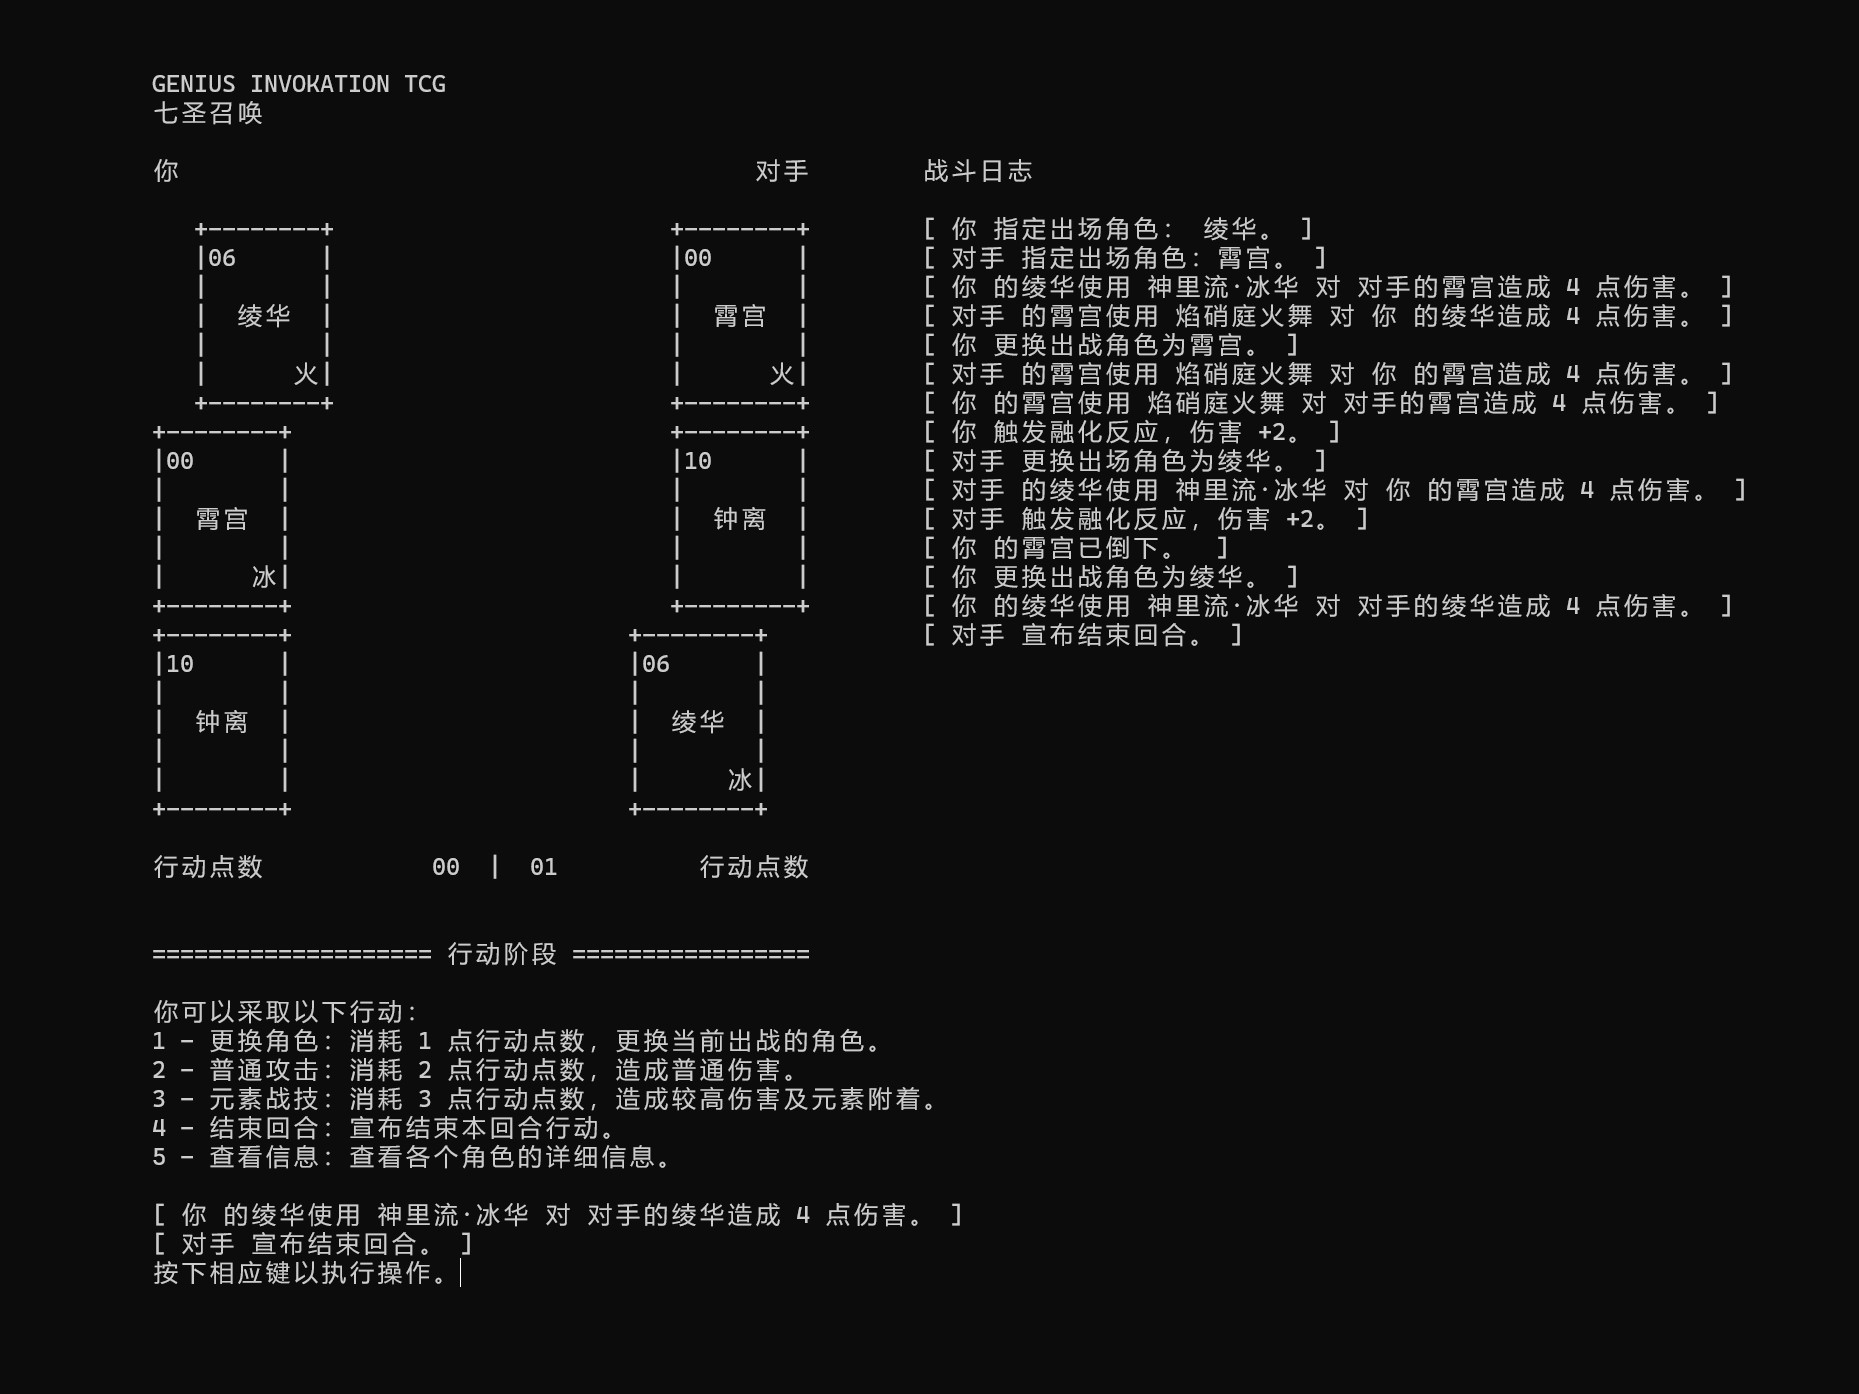 GENIUS INVOKATION TCG
七圣召唤
你 对手 战斗日志
+--------+ +--------+ [ 你 指定出场角色： 绫华。 ]
|06 | |00 | [ 对手 指定出场角色：霄宫。 ]
| | | | [ 你 的绫华使用 神里流·冰华 对 对手的霄宫造成 4 点伤害。 ]
| 绫华 | | 霄宫 | [ 对手 的霄宫使用 焰硝庭火舞 对 你 的绫华造成 4 点伤害。 ]
| | | | [ 你 更换出战角色为霄宫。 ]
| 火| | 火| [ 对手 的霄宫使用 焰硝庭火舞 对 你 的霄宫造成 4 点伤害。 ]
+--------+ +--------+ [ 你 的霄宫使用 焰硝庭火舞 对 对手的霄宫造成 4 点伤害。 ]
+--------+ +--------+ [ 你 触发融化反应，伤害 +2。 ]
|00 | |10 | [ 对手 更换出场角色为绫华。 ]
| | | | [ 对手 的绫华使用 神里流·冰华 对 你 的霄宫造成 4 点伤害。 ]
| 霄宫 | | 钟离 | [ 对手 触发融化反应，伤害 +2。 ]
| | | | [ 你 的霄宫已倒下。 ]
| 冰| | | [ 你 更换出战角色为绫华。 ]
+--------+ +--------+ [ 你 的绫华使用 神里流·冰华 对 对手的绫华造成 4 点伤害。 ]
+--------+ +--------+ [ 对手 宣布结束回合。 ]
|10 | |06 |
| | | |
| 钟离 | | 绫华 |
| | | |
| | | 冰|
+--------+ +--------+
行动点数 00 | 01 行动点数
==================== 行动阶段 =================
你可以采取以下行动：
1 - 更换角色：消耗 1 点行动点数，更换当前出战的角色。
2 - 普通攻击：消耗 2 点行动点数，造成普通伤害。
3 - 元素战技：消耗 3 点行动点数，造成较高伤害及元素附着。
4 - 结束回合：宣布结束本回合行动。
5 - 查看信息：查看各个角色的详细信息。
[ 你 的绫华使用 神里流·冰华 对 对手的绫华造成 4 点伤害。 ]
[ 对手 宣布结束回合。 ]
按下相应键以执行操作。